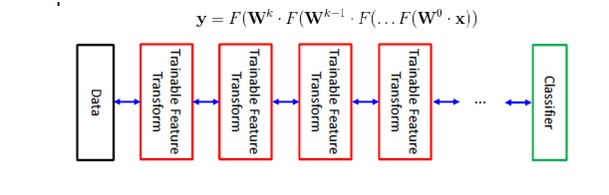 y = F(W^k · F(W^{k−1} · F(… F(W^0 · x))
Data
Trainable Feature
Transform
Trainable Feature
Transform
Trainable Feature
Transform
Trainable Feature
Transform
...
Classifier